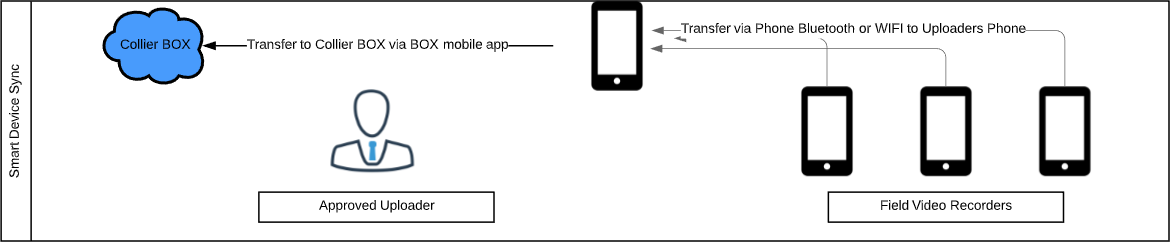 Smart Device Sync
Collier BOX
Transfer to Collier BOX via BOX mobile app
Transfer via Phone Bluetooth or WIFI to Uploaders Phone
Approved Uploader
Field Video Recorders